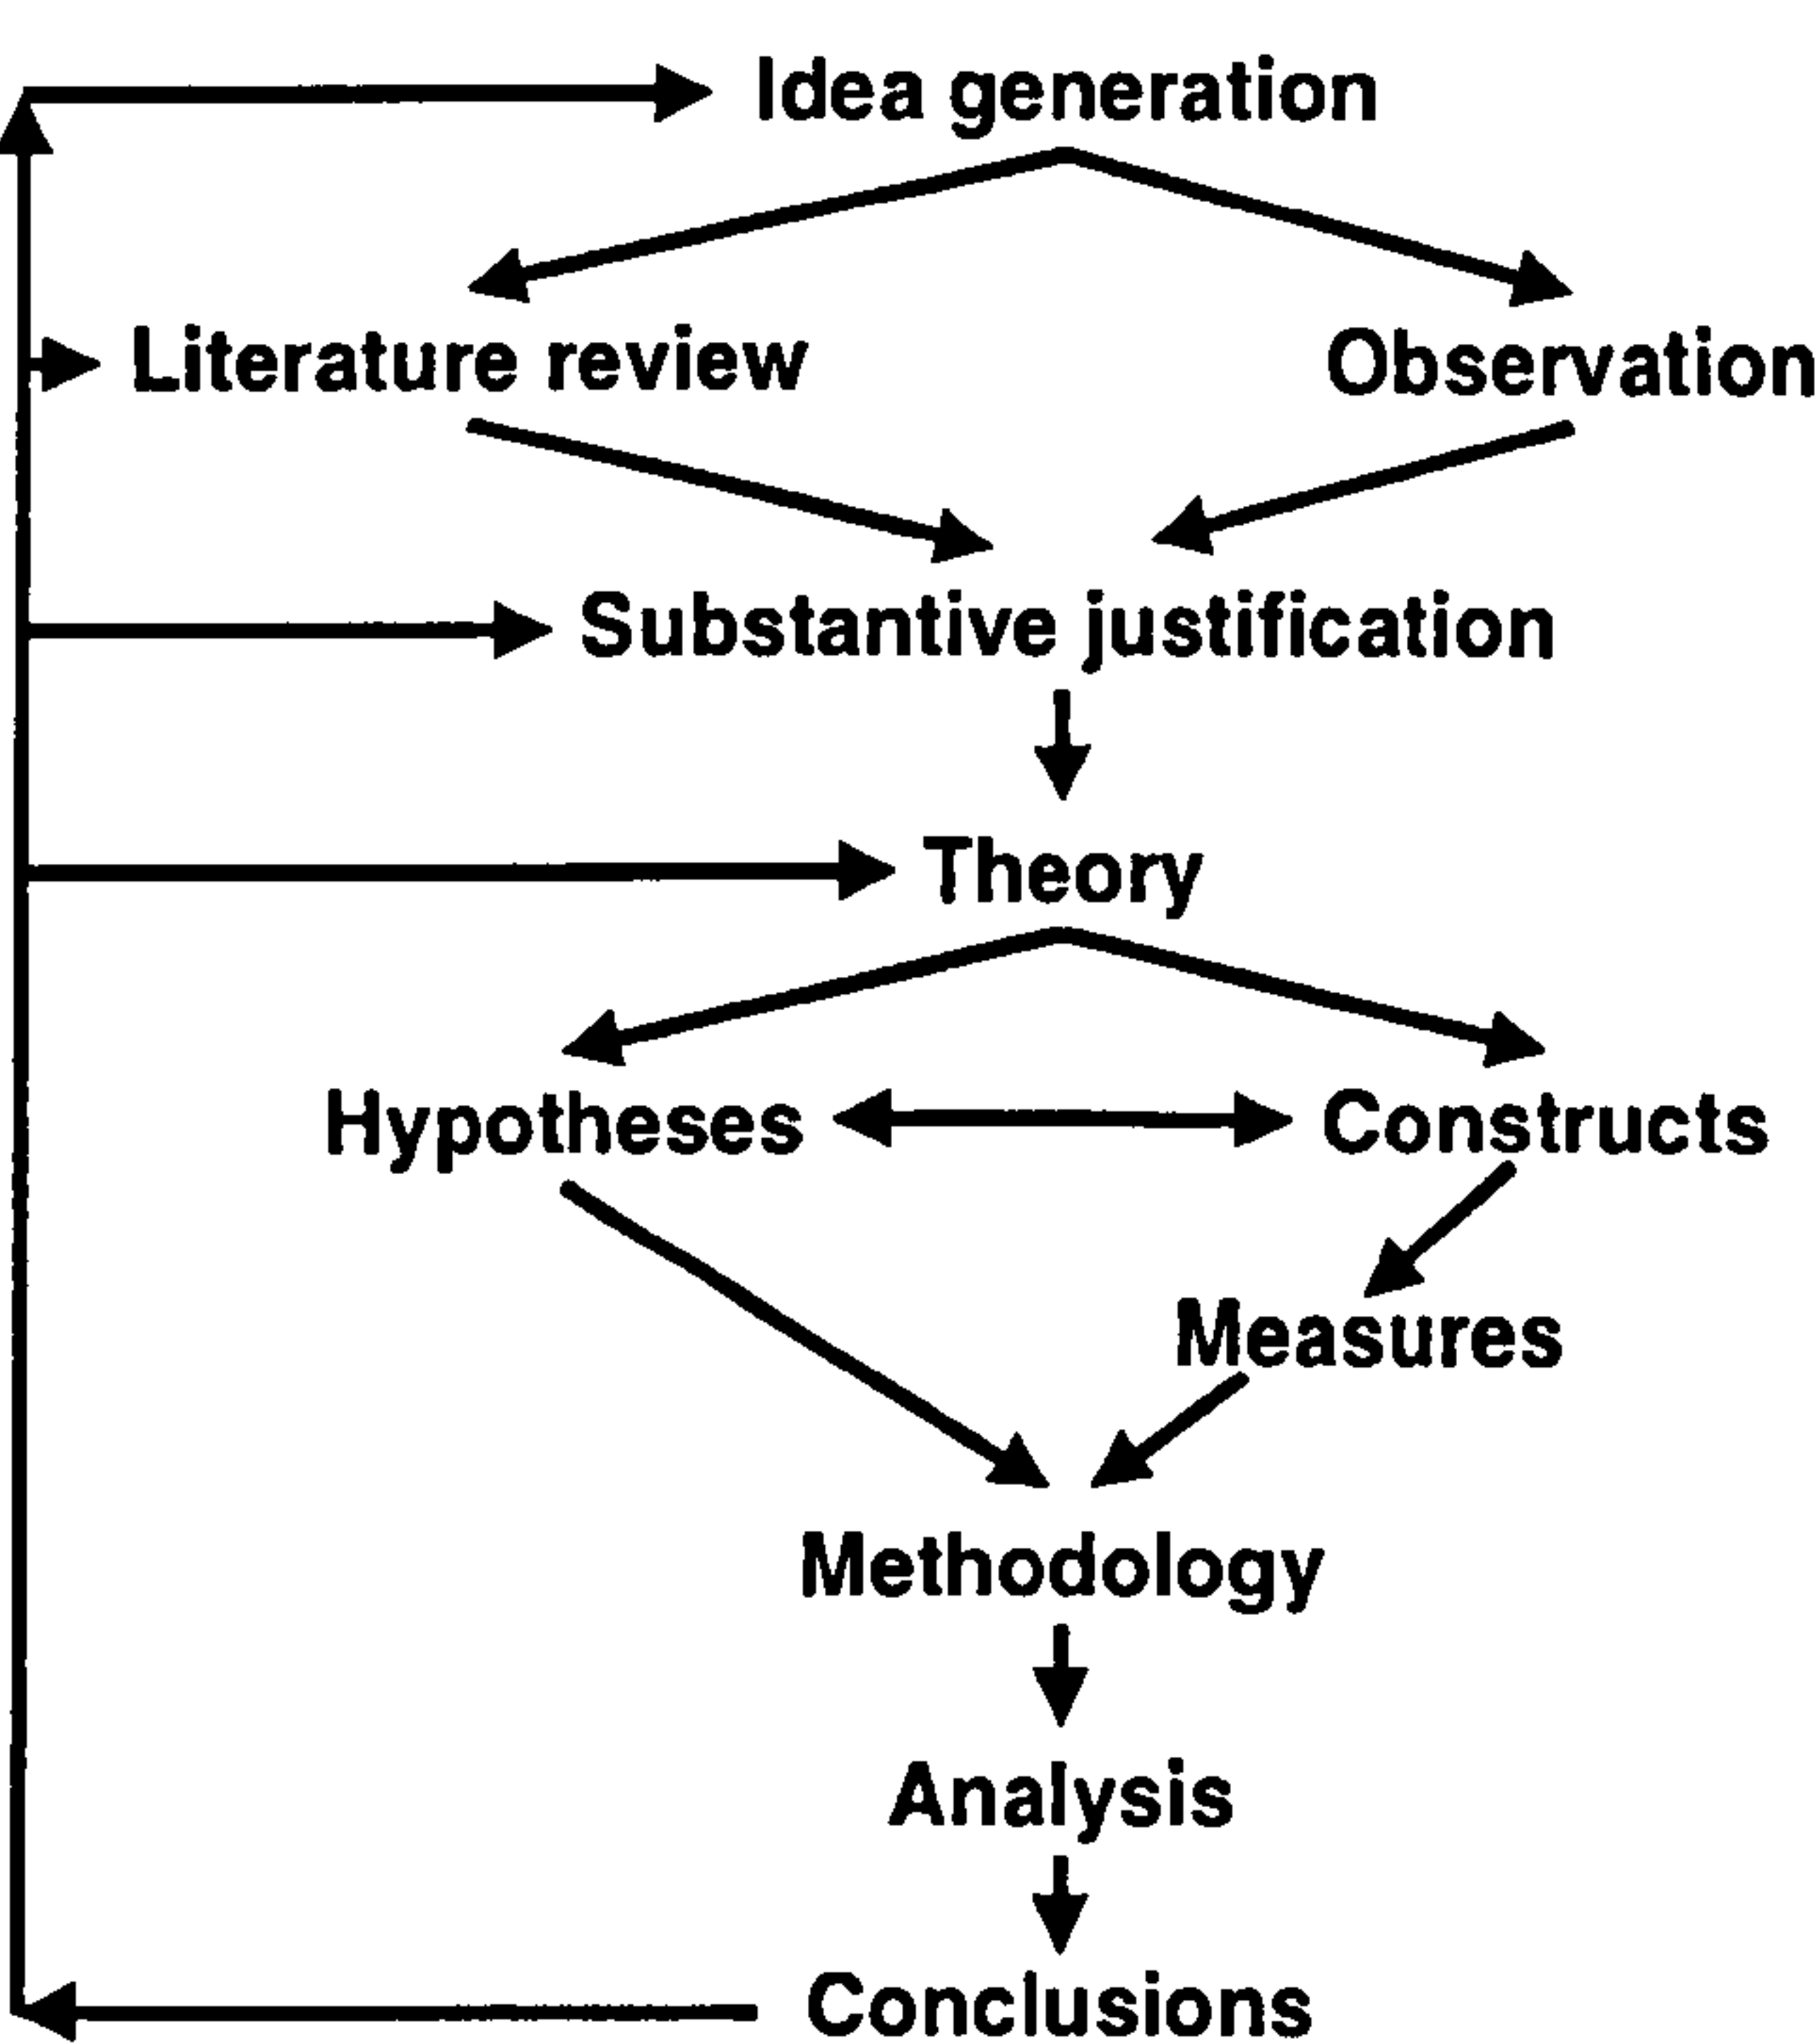 Idea generation
Literature review
Observation
Substantive justification
Theory
Hypotheses
Constructs
Measures
Methodology
Analysis
Conclusions